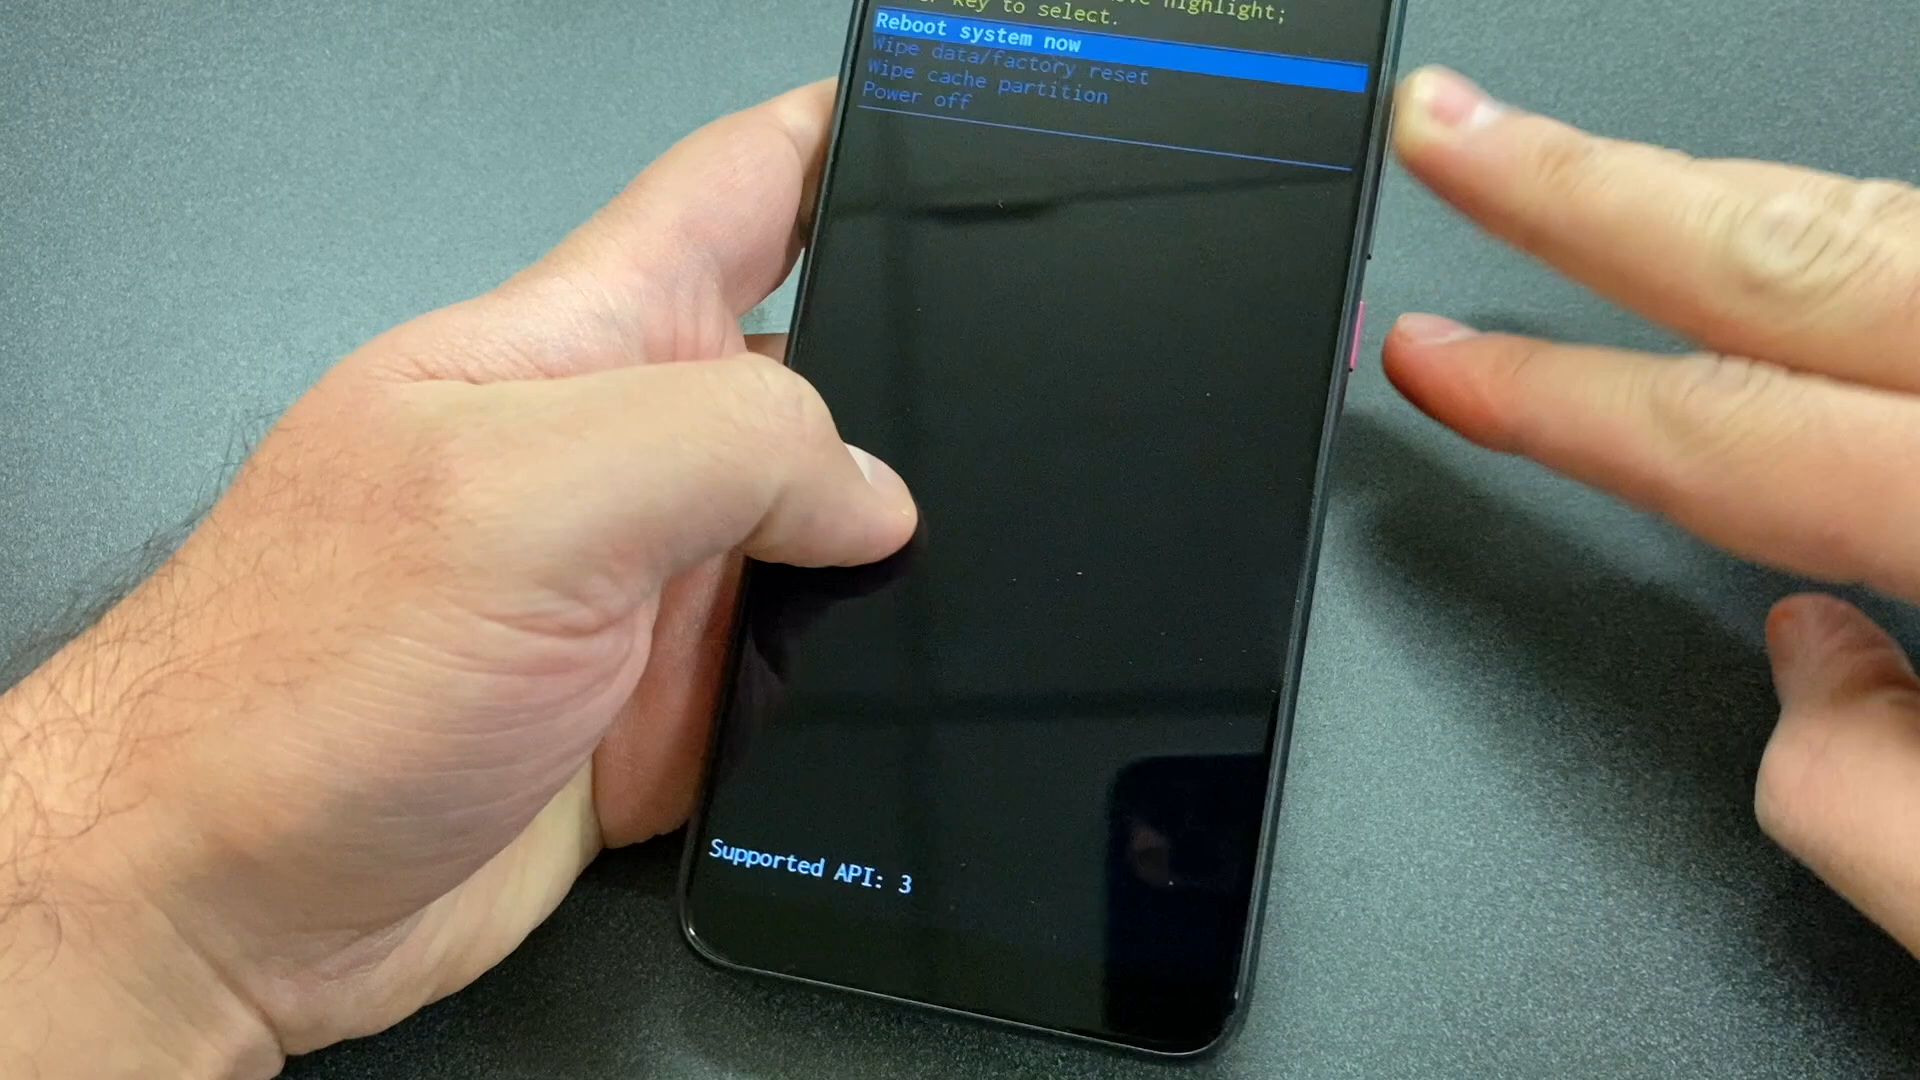 highlight;
key to select.
Reboot system now
Wipe data/factory reset
Wipe cache partition
Power off
Supported API: 3